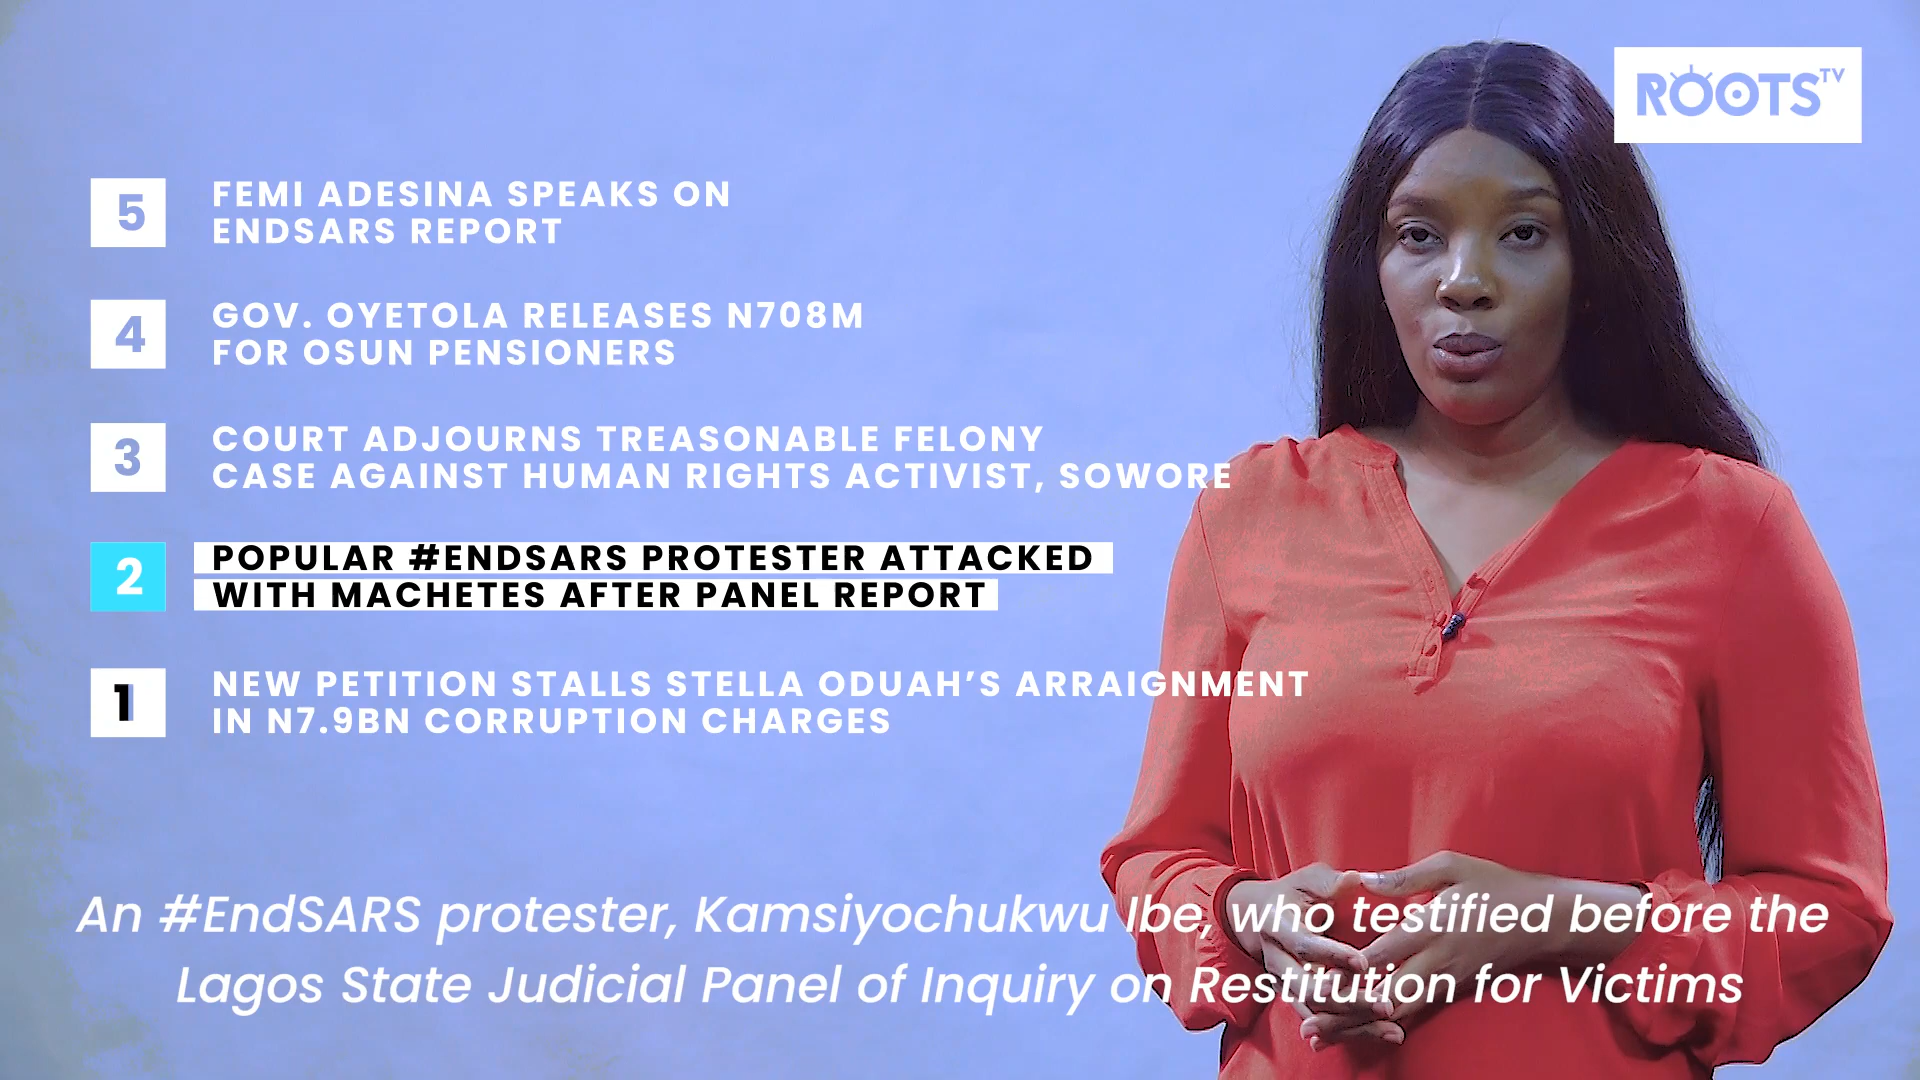 ROOTS TV
5
FEMI ADESINA SPEAKS ON
ENDSARS REPORT
4
GOV. OYETOLA RELEASES N708M
FOR OSUN PENSIONERS
3
COURT ADJOURNS TREASONABLE FELONY
CASE AGAINST HUMAN RIGHTS ACTIVIST, SOWORE
2
POPULAR #ENDSARS PROTESTER ATTACKED
WITH MACHETES AFTER PANEL REPORT
1
NEW PETITION STALLS STELLA ODUAH’S ARRAIGNMENT
IN N7.9BN CORRUPTION CHARGES
An #EndSARS protester, Kamsiyochukwu Ibe, who testified before the
Lagos State Judicial Panel of Inquiry on Restitution for Victims